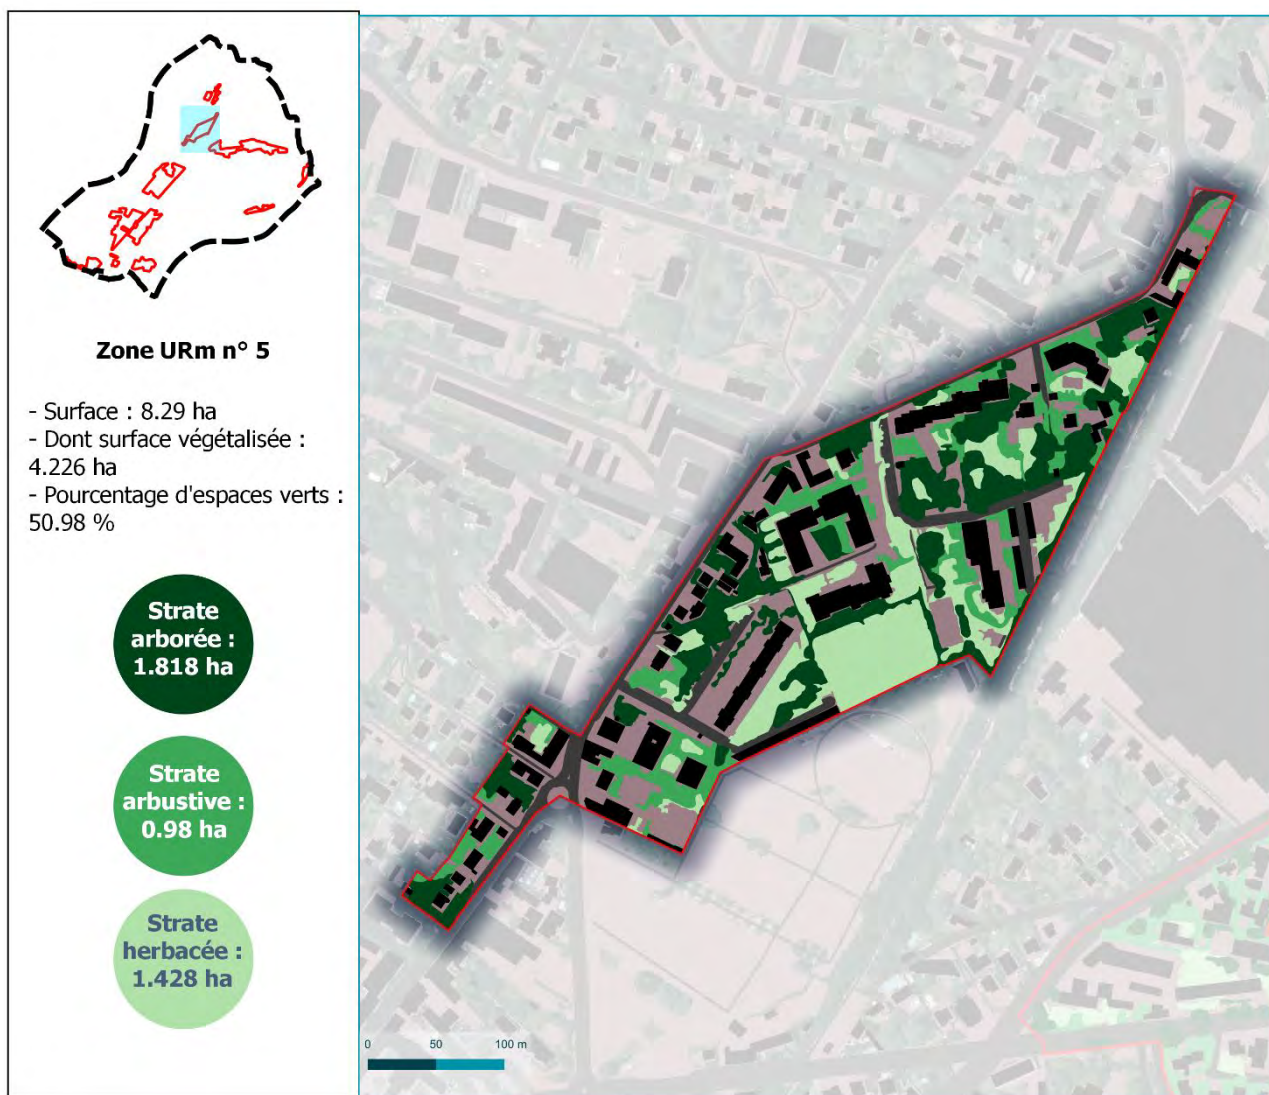 Zone URm n° 5
- Surface : 8.29 ha
- Dont surface végétalisée :
4.226 ha
- Pourcentage d'espaces verts :
50.98 %
Strate
arborée :
1.818 ha
Strate
arbustive :
0.98 ha
Strate
herbacée :
1.428 ha
0 50 100 m